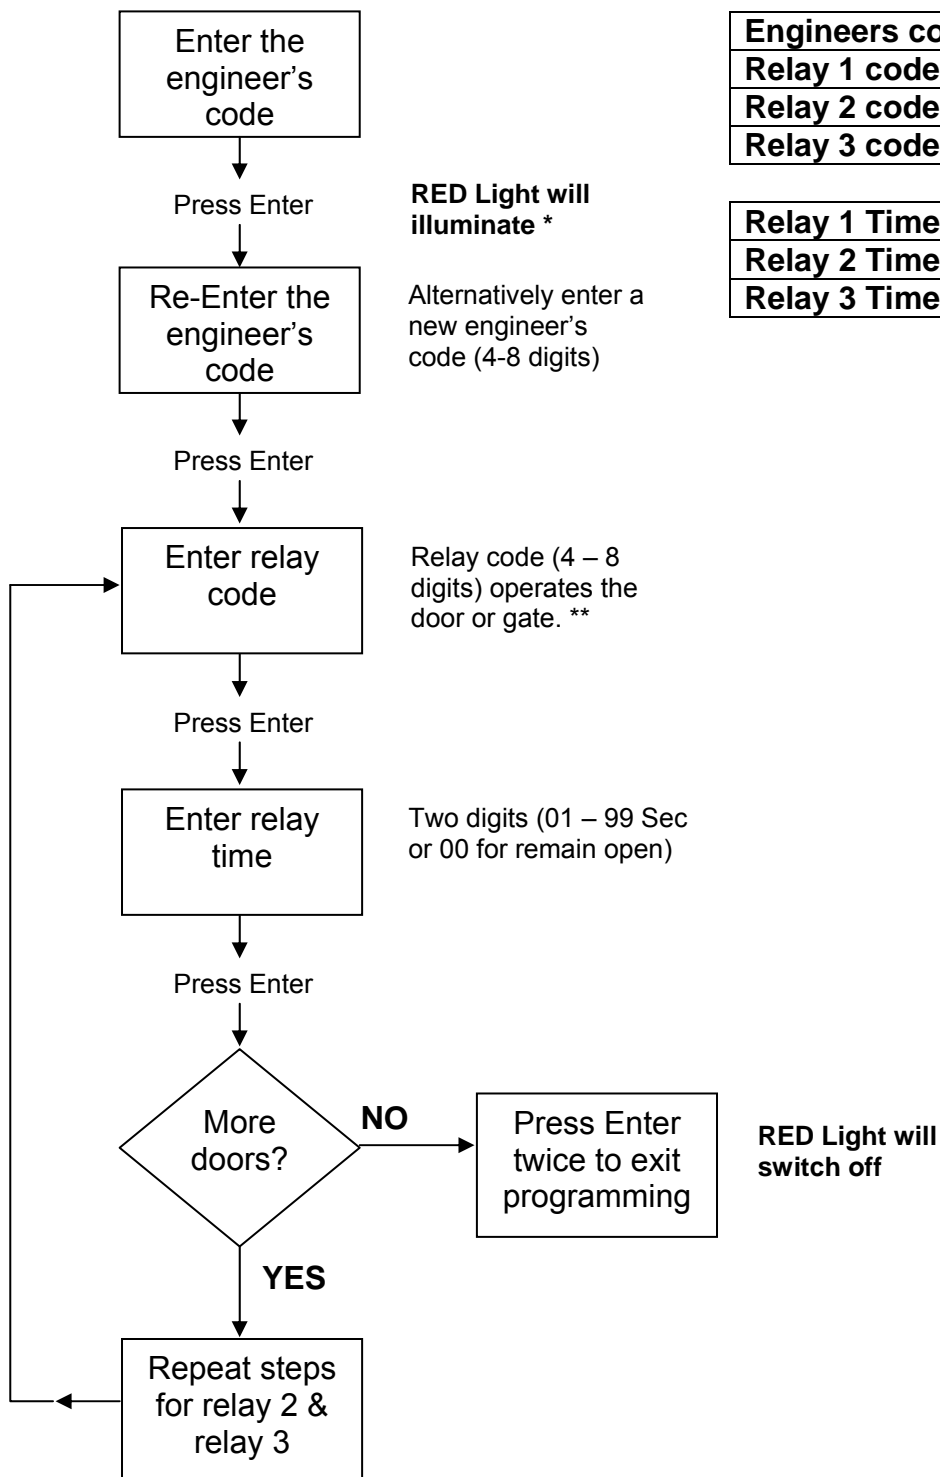 Enter the
engineer’s
code
Press Enter
RED Light will
illuminate *
Re-Enter the
engineer’s
code
Alternatively enter a
new engineer’s
code (4-8 digits)
Press Enter
Enter relay
code
Relay code (4 – 8
digits) operates the
door or gate. **
Press Enter
Enter relay
time
Two digits (01 – 99 Sec
or 00 for remain open)
Press Enter
More
doors?
NO
Press Enter
twice to exit
programming
RED Light will
switch off
YES
Repeat steps
for relay 2 &
relay 3
Engineers
Relay 1 code
Relay 2 code
Relay 3 code
Relay 1 Time
Relay 2 Time
Relay 3 Time